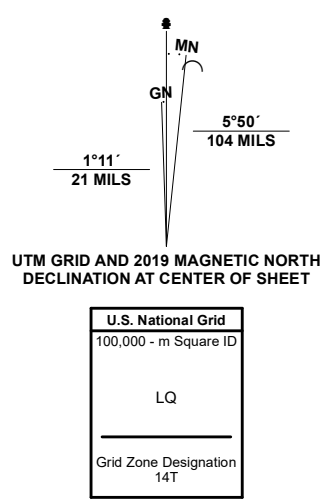 MN
GN
5°50´
104 MILS
1°11´
21 MILS
UTM GRID AND 2019 MAGNETIC NORTH
DECLINATION AT CENTER OF SHEET
U.S. National Grid
100,000 - m Square ID
LQ
Grid Zone Designation
14T